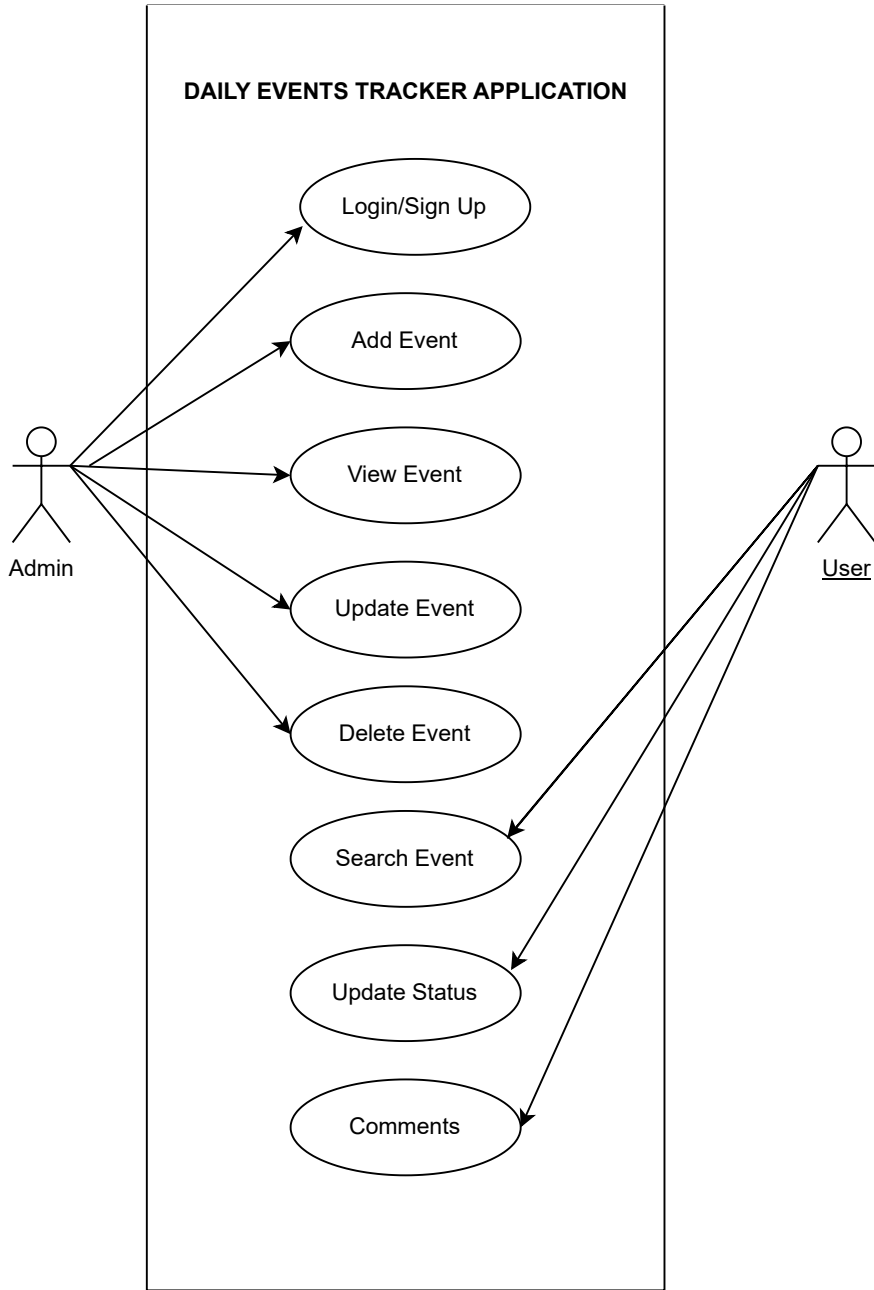 DAILY EVENTS TRACKER APPLICATION
Login/Sign Up
Add Event
View Event
Admin
User
Update Event
Delete Event
Search Event
Update Status
Comments